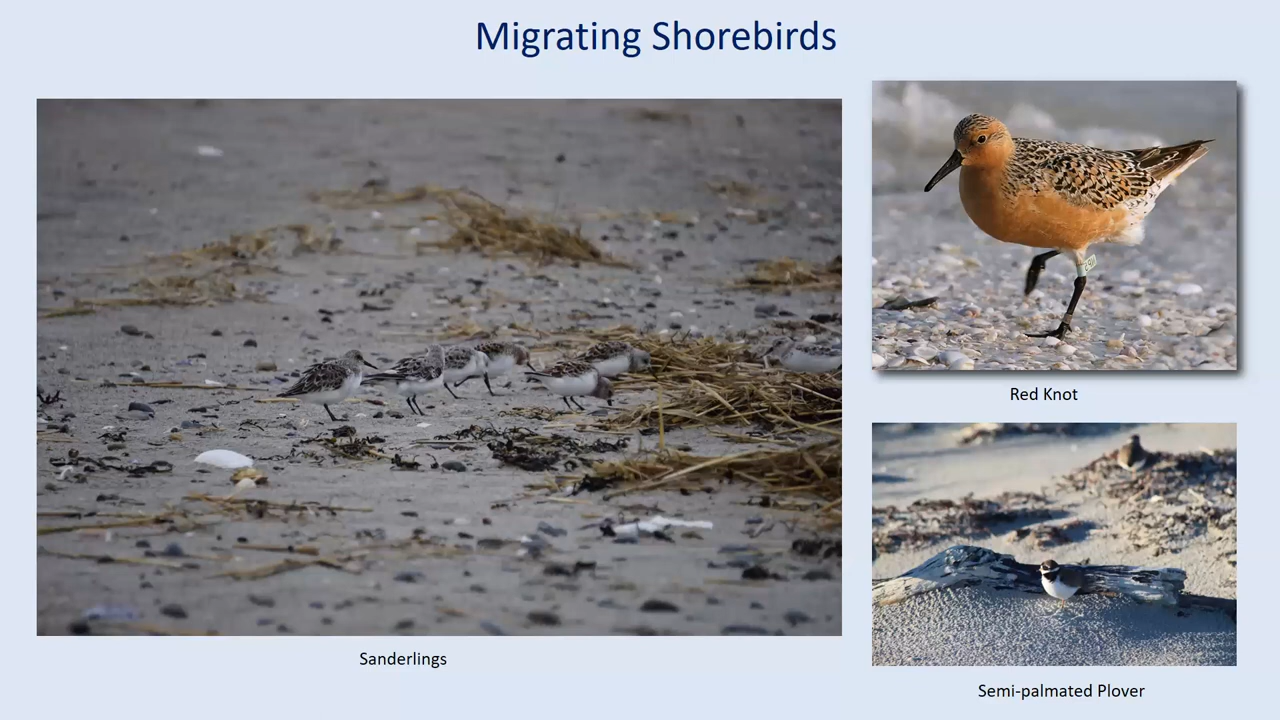 Migrating Shorebirds
Sanderlings
Red Knot
Semi-palmated Plover